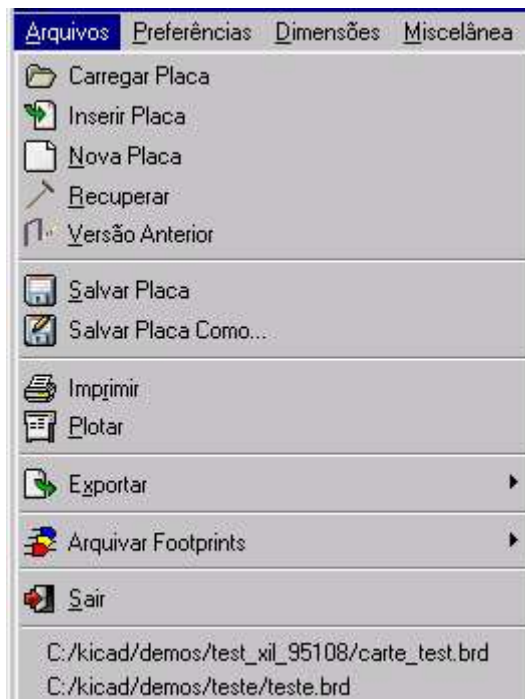 Arquivos Preferências Dimensões Miscelânea
Carregar Placa
Inserir Placa
Nova Placa
Recuperar
Versão Anterior
Salvar Placa
Salvar Placa Como...
Imprimir
Plotar
Exportar
Arquivar Footprints
Sair
C:/kicad/demos/test_xil_95108/carte_test.brd
C:/kicad/demos/teste/teste.brd